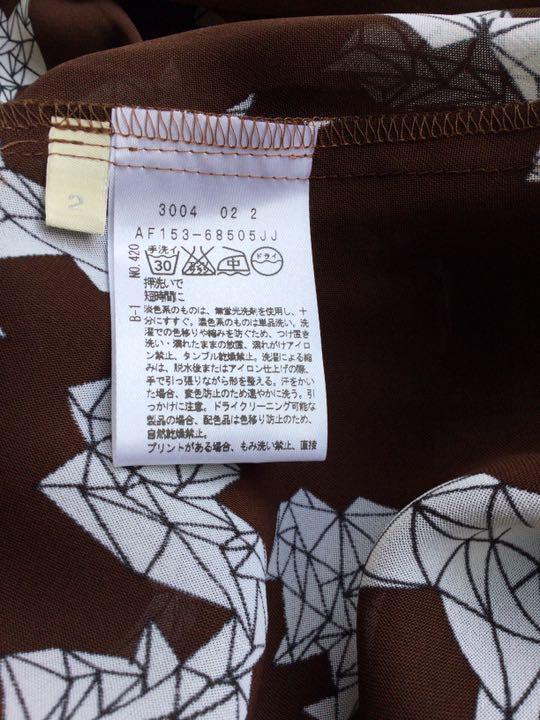 2
3004 02 2
AF153-68505JJ
手洗イ
30
エンソサラシ
中
ドライ
NO.420
B-1
押洗いで
短時間に
淡色系のものは、無蛍光洗剤を使用し、十
分にすすぐ。濃色系のものは単品洗い。洗
濯での色移りや縮みを防ぐため、つけ置き
洗い・濡れたままの放置、濡れがけアイロ
ン禁止、タンブル乾燥禁止。洗濯による縮
みは、脱水後またはアイロン仕上げの際、
手で引っ張りながら形を整える。汗をかい
た場合、変色防止のため速やかに洗う。引
っかけに注意。ドライクリーニング可能な
製品の場合、配色品は色移り防止のため、
自然乾燥禁止。
プリントがある場合、もみ洗い禁止、直接